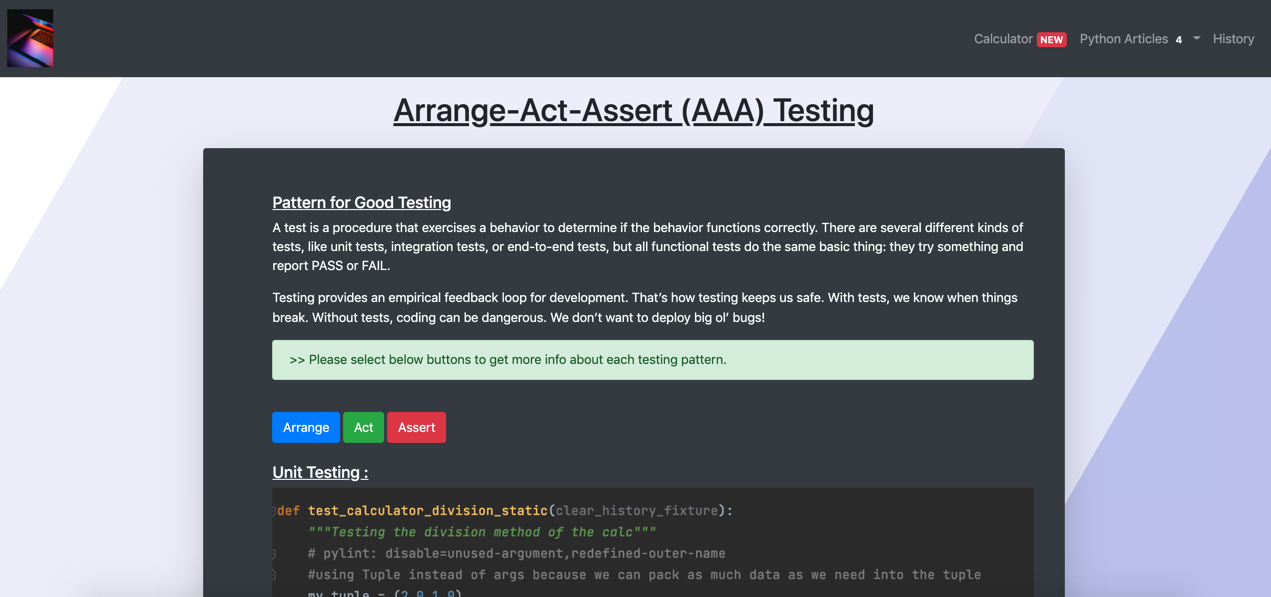 Calculator NEW Python Articles 4 History
Arrange-Act-Assert (AAA) Testing
Pattern for Good Testing
A test is a procedure that exercises a behavior to determine if the behavior functions correctly. There are several different kinds of
tests, like unit tests, integration tests, or end-to-end tests, but all functional tests do the same basic thing: they try something and
report PASS or FAIL.
Testing provides an empirical feedback loop for development. That’s how testing keeps us safe. With tests, we know when things
break. Without tests, coding can be dangerous. We don’t want to deploy big ol’ bugs!
>> Please select below buttons to get more info about each testing pattern.
Arrange Act Assert
Unit Testing :
def test_calculator_division_static(clear_history_fixture):
"""Testing the division method of the calc"""
# pylint: disable=unused-argument,redefined-outer-name
#using Tuple instead of args because we can pack as much data as we need into the tuple
my_tuple = (2.0,1.0)